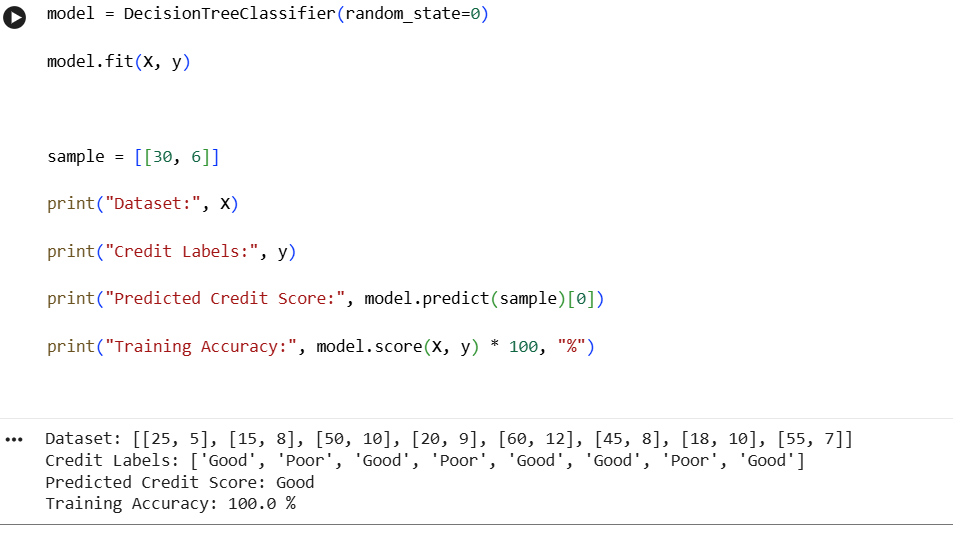 model = DecisionTreeClassifier(random_state=0)
model.fit(X, y)
sample = [[30, 6]]
print("Dataset:", X)
print("Credit Labels:", y)
print("Predicted Credit Score:", model.predict(sample)[0])
print("Training Accuracy:", model.score(X, y) * 100, "%")
Dataset: [[25, 5], [15, 8], [50, 10], [20, 9], [60, 12], [45, 8], [18, 10], [55, 7]]
Credit Labels: ['Good', 'Poor', 'Good', 'Poor', 'Good', 'Good', 'Poor', 'Good']
Predicted Credit Score: Good
Training Accuracy: 100.0 %